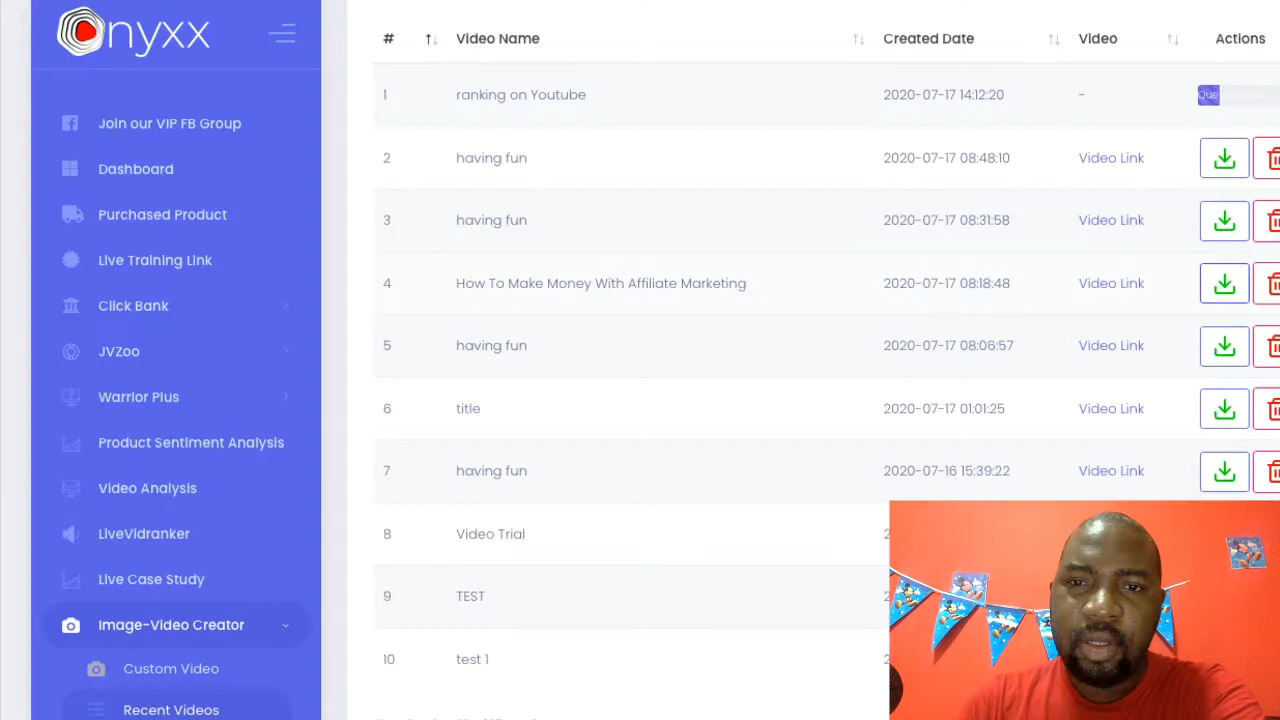 Onyxx
Join our VIP FB Group
Dashboard
Purchased Product
Live Training Link
Click Bank
JVZoo
Warrior Plus
Product Sentiment Analysis
Video Analysis
LiveVidranker
Live Case Study
Image-Video Creator
Custom Video
Recent Videos
# Video Name Created Date Video Actions
1 ranking on Youtube 2020-07-17 14:12:20 - Que
2 having fun 2020-07-17 08:48:10 Video Link
3 having fun 2020-07-17 08:31:58 Video Link
4 How To Make Money With Affiliate Marketing 2020-07-17 08:18:48 Video Link
5 having fun 2020-07-17 08:06:57 Video Link
6 title 2020-07-17 01:01:25 Video Link
7 having fun 2020-07-16 15:39:22 Video Link
8 Video Trial 2
9 TEST 2
10 test 1 2